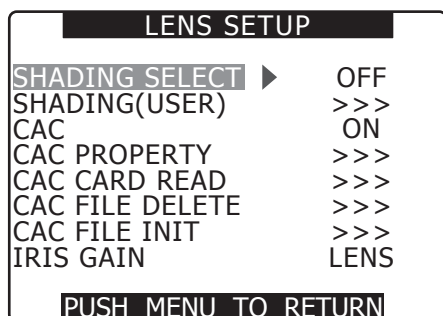 LENS SETUP
SHADING SELECT ▶ OFF
SHADING(USER) >>>
CAC ON
CAC PROPERTY >>>
CAC CARD READ >>>
CAC FILE DELETE >>>
CAC FILE INIT >>>
IRIS GAIN LENS
PUSH MENU TO RETURN